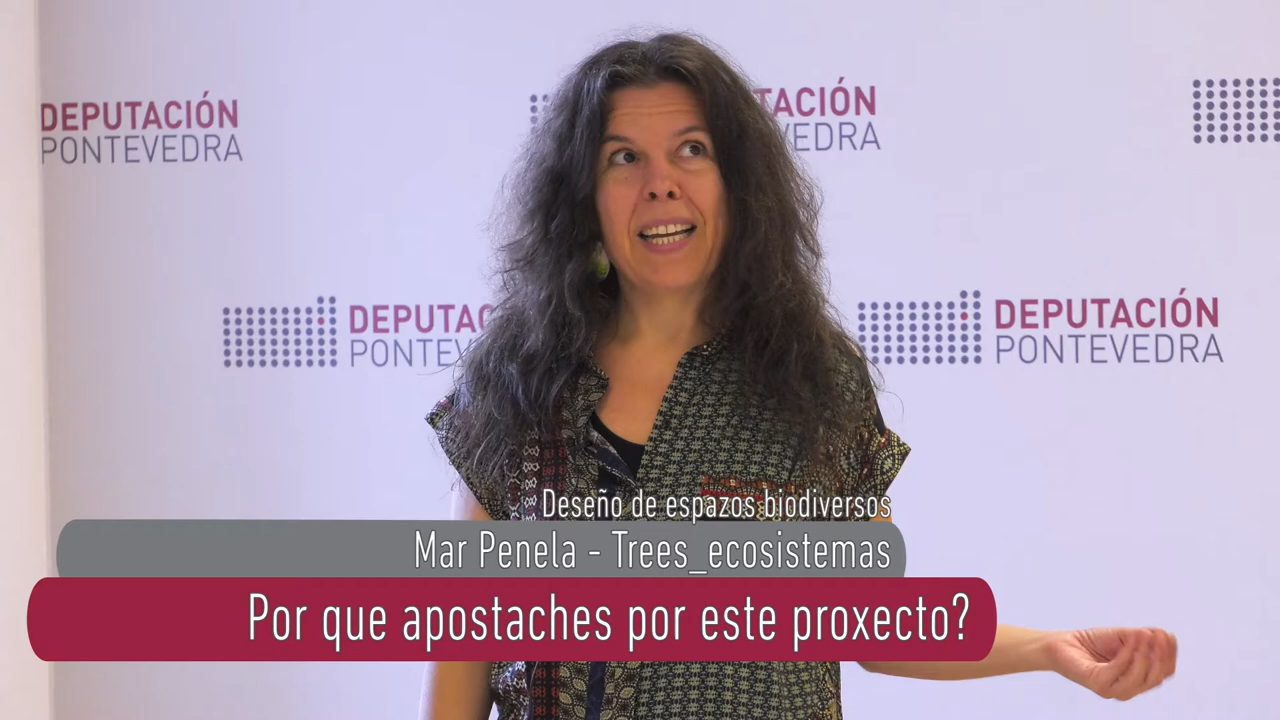 DEPUTACIÓN
PONTEVEDRA
TACIÓN
VEDRA
DEPUTAC
PONTEV
DEPUTACIÓN
PONTEVEDRA
Deseño de espazos biodiversos
Mar Penela - Trees_ecosistemas
Por que apostaches por este proxecto?